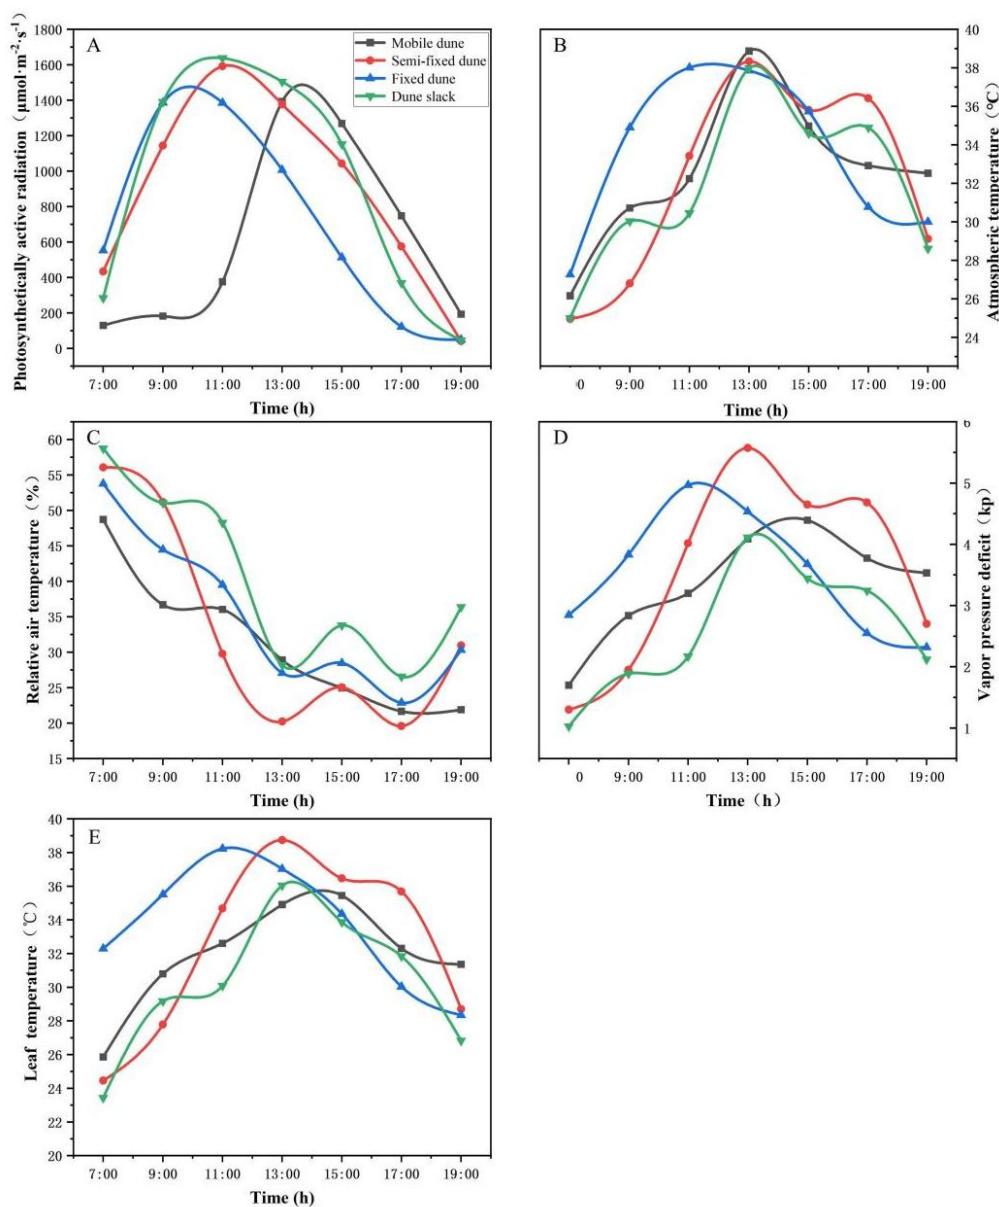 A
Photosynthetically active radiation（μmol·m⁻²·s⁻¹）
1800
1600
1400
1200
1000
800
600
400
200
0
Mobile dune
Semi-fixed dune
Fixed dune
Dune slack
7:00 9:00 11:00 13:00 15:00 17:00 19:00
Time (h)
B
40
38
36
34
32
30
28
26
24
Atmospheric temperature（℃）
0 9:00 11:00 13:00 15:00 17:00 19:00
Time (h)
C
Relative air temperature（%）
60
55
50
45
40
35
30
25
20
15
7:00 9:00 11:00 13:00 15:00 17:00 19:00
Time (h)
D
6
5
4
3
2
1
Vapor pressure deficit（kp）
0 9:00 11:00 13:00 15:00 17:00 19:00
Time（h）
E
Leaf temperature（℃）
40
38
36
34
32
30
28
26
24
22
20
7:00 9:00 11:00 13:00 15:00 17:00 19:00
Time (h)